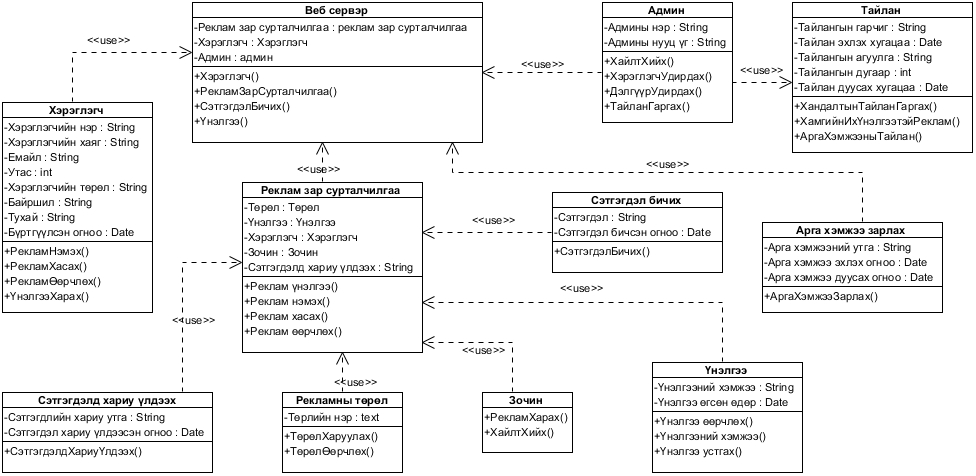 Веб сервэр
-Реклам зар сурталчилгаа : реклам зар сурталчилгаа
-Хэрэглэгч : Хэрэглэгч
-Админ : админ
+Хэрэглэгч()
+РекламЗарСурталчилгаа()
+СэтгэгдэлБичих()
+Үнэлгээ()
Админ
-Админы нэр : String
-Админы нууц үг : String
+ХайлтХийх()
+ХэрэглэгчУдирдах()
+ДэлгүүрУдирдах()
+ТайланГаргах()
Тайлан
-Тайлангын гарчиг : String
-Тайлан эхлэх хугацаа : Date
-Тайлангын агуулга : String
-Тайлангын дугаар : int
-Тайлан дуусах хугацаа : Date
+ХандалтынТайланГаргах()
+ХамгийнИхҮнэлгээтэйРеклам()
+АргаХэмжээныТайлан()
<<use>>
<<use>>
<<use>>
Хэрэглэгч
-Хэрэглэгчийн нэр : String
-Хэрэглэгчийн хаяг : String
-Емайл : String
-Утас : int
-Хэрэглэгчийн төрөл : String
-Байршил : String
-Тухай : String
-Бүртгүүлсэн огноо : Date
+РекламНэмэх()
+РекламХасах()
+РекламӨөрчлөх()
+ҮнэлгээХарах()
<<use>>
<<use>>
Реклам зар сурталчилгаа
-Төрөл : Төрөл
-Үнэлгээ : Үнэлгээ
-Хэрэглэгч : Хэрэглэгч
-Зочин : Зочин
-Сэтгэгдэлд хариу үлдээх : String
+Реклам үнэлгээ()
+Реклам нэмэх()
+Реклам хасах()
+Реклам өөрчлөх()
<<use>>
Сэтгэгдэл бичих
-Сэтгэгдэл : String
-Сэтгэгдэл бичсэн огноо : Date
+СэтгэгдэлБичих()
Арга хэмжээ зарлах
-Арга хэмжээний утга : String
-Арга хэмжээ эхлэх огноо : Date
-Арга хэмжээ дуусах огноо : Date
+АргаХэмжээЗарлах()
<<use>>
<<use>>
<<use>>
<<use>>
Сэтгэгдэлд хариу үлдээх
-Сэтгэгдлийн хариу утга : String
-Сэтгэгдэл хариу үлдээсэн огноо : Date
+СэтгэгдэлдХариуҮлдээх()
Рекламны төрөл
-Төрлийн нэр : text
+ТөрөлХаруулах()
+ТөрөлӨөрчлөх()
Зочин
+РекламХарах()
+ХайлтХийх()
Үнэлгээ
-Үнэлгээний хэмжээ : String
-Үнэлгээ өгсөн өдөр : Date
+Үнэлгээ өөрчлөх()
+Үнэлгээний хэмжээ()
+Үнэлгээ устгах()